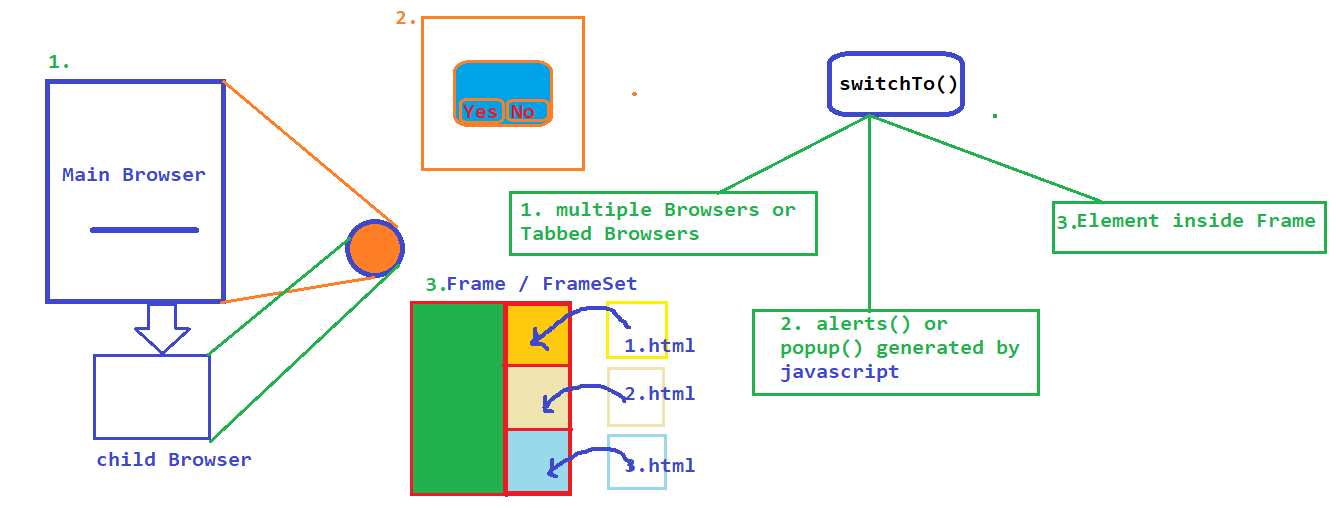 1.
Main Browser
child Browser
2.
Yes No
3.Frame / FrameSet
1.html
2.html
3.html
switchTo()
1. multiple Browsers or
Tabbed Browsers
2. alerts() or
popup() generated by
javascript
3.Element inside Frame